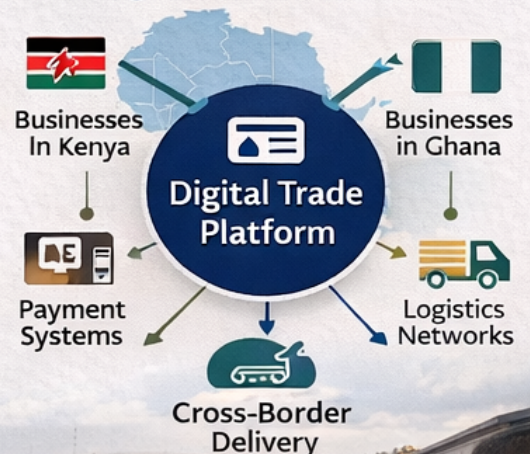 Businesses
In Kenya
Businesses
in Ghana
Digital Trade
Platform
Payment
Systems
Logistics
Networks
Cross-Border
Delivery